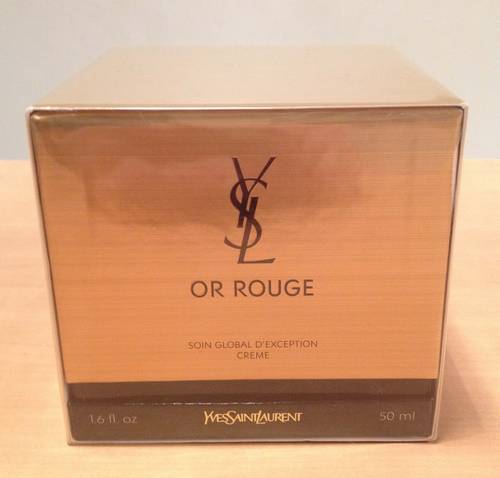 YSL
OR ROUGE
SOIN GLOBAL D'EXCEPTION
CREME
1.6 fl. oz YVESSAINTLAURENT 50 ml